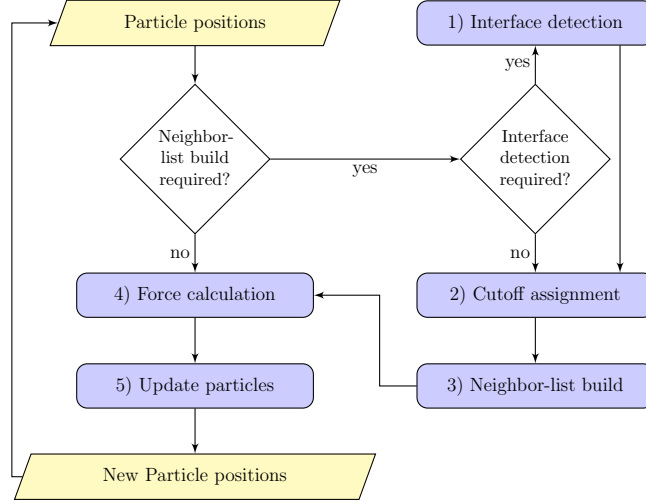 Particle positions
1) Interface detection
yes
Neighbor-
list build
required?
yes
Interface
detection
required?
no
no
4) Force calculation
2) Cutoff assignment
5) Update particles
3) Neighbor-list build
New Particle positions